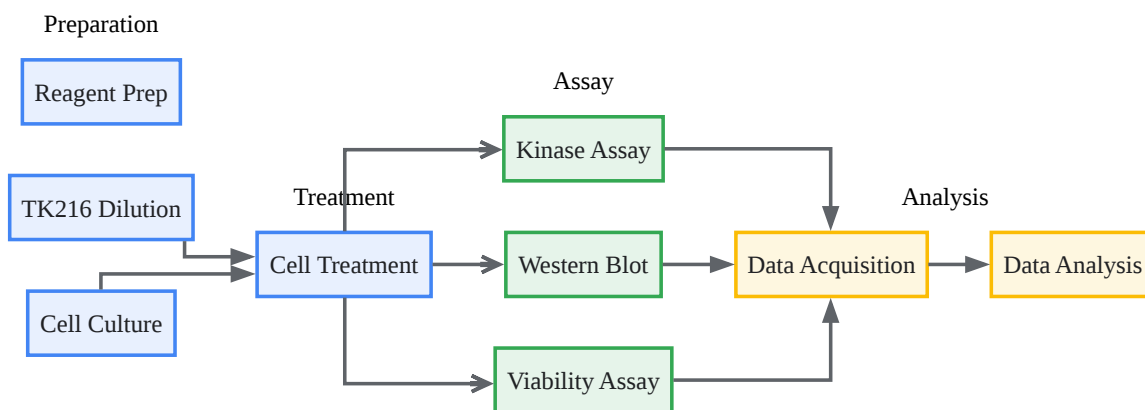 Preparation
Reagent Prep
TK216 Dilution
Cell Culture
Treatment
Cell Treatment
Assay
Kinase Assay
Western Blot
Viability Assay
Analysis
Data Acquisition
Data Analysis